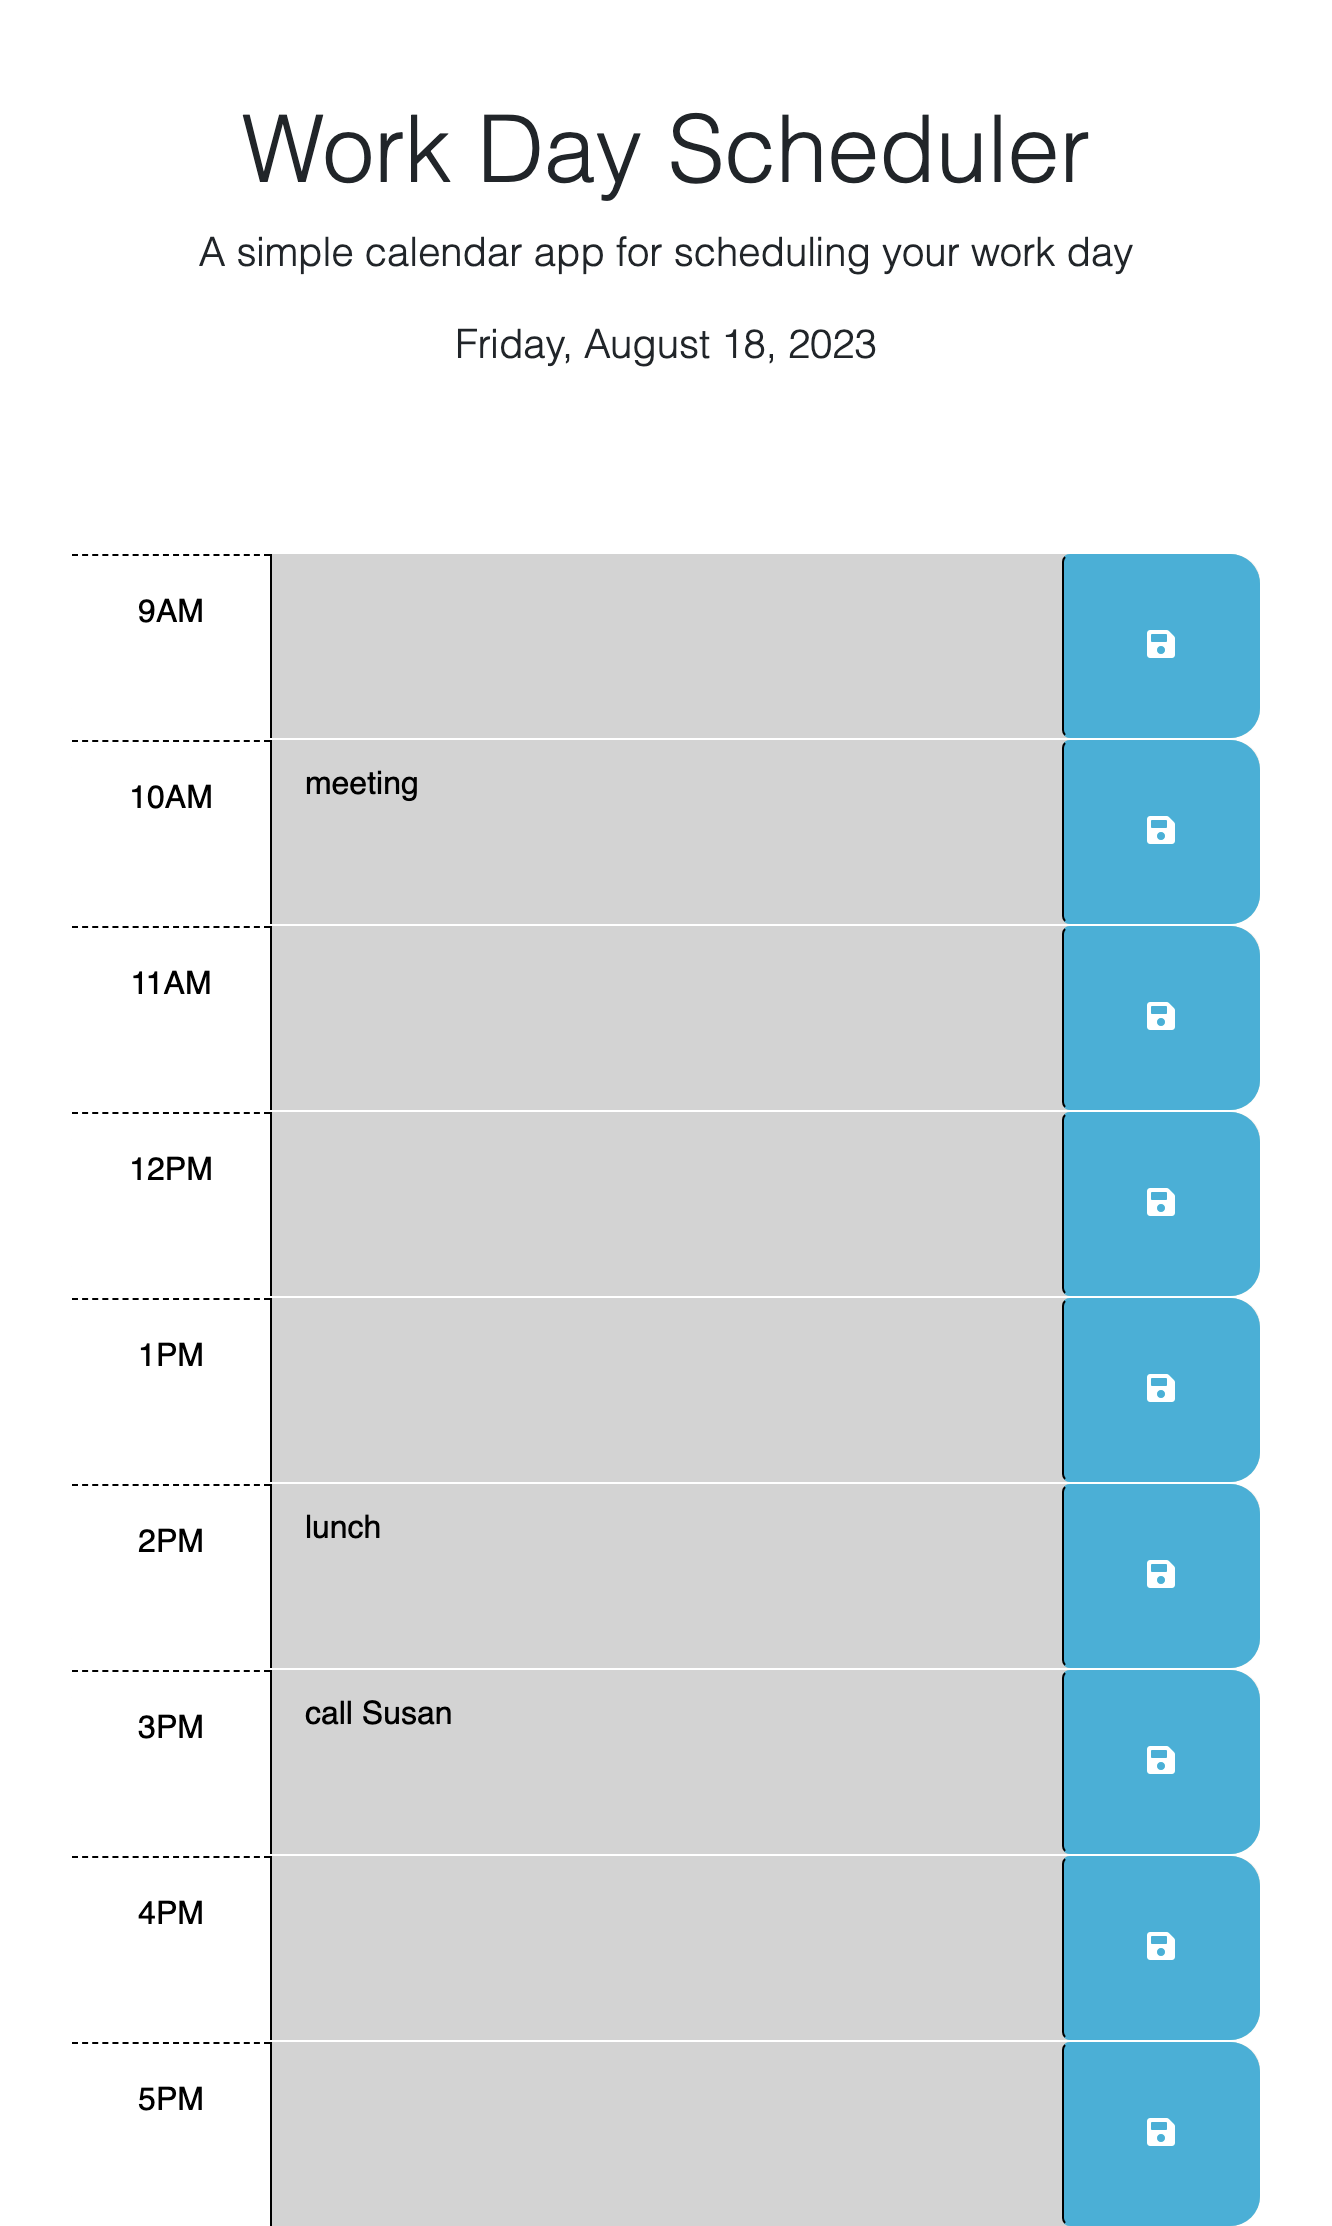 Work Day Scheduler
A simple calendar app for scheduling your work day
Friday, August 18, 2023
9AM
10AM
meeting
11AM
12PM
1PM
2PM
lunch
3PM
call Susan
4PM
5PM